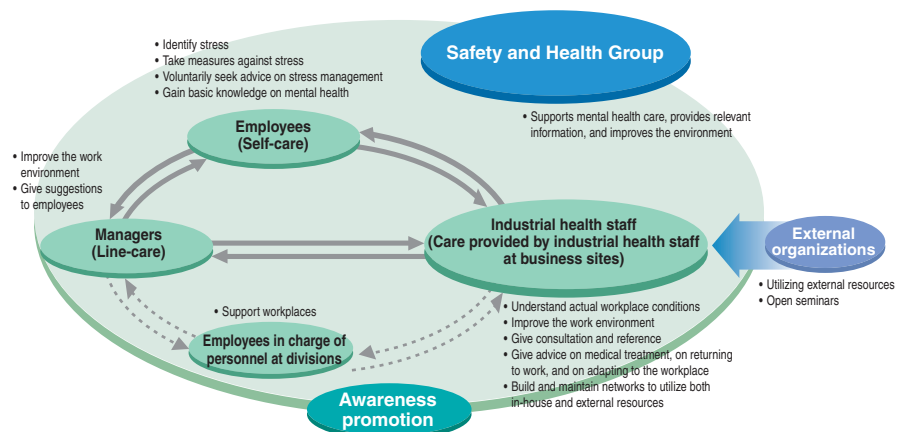 • Identify stress
• Take measures against stress
• Voluntarily seek advice on stress management
• Gain basic knowledge on mental health
Safety and Health Group
• Supports mental health care, provides relevant
information, and improves the environment
Employees
(Self-care)
• Improve the work
environment
• Give suggestions
to employees
Managers
(Line-care)
Industrial health staff
(Care provided by industrial health staff
at business sites)
External
organizations
• Utilizing external resources
• Open seminars
• Support workplaces
Employees in charge of
personnel at divisions
• Understand actual workplace conditions
• Improve the work environment
• Give consultation and reference
• Give advice on medical treatment, on returning
to work, and on adapting to the workplace
• Build and maintain networks to utilize both
in-house and external resources
Awareness
promotion